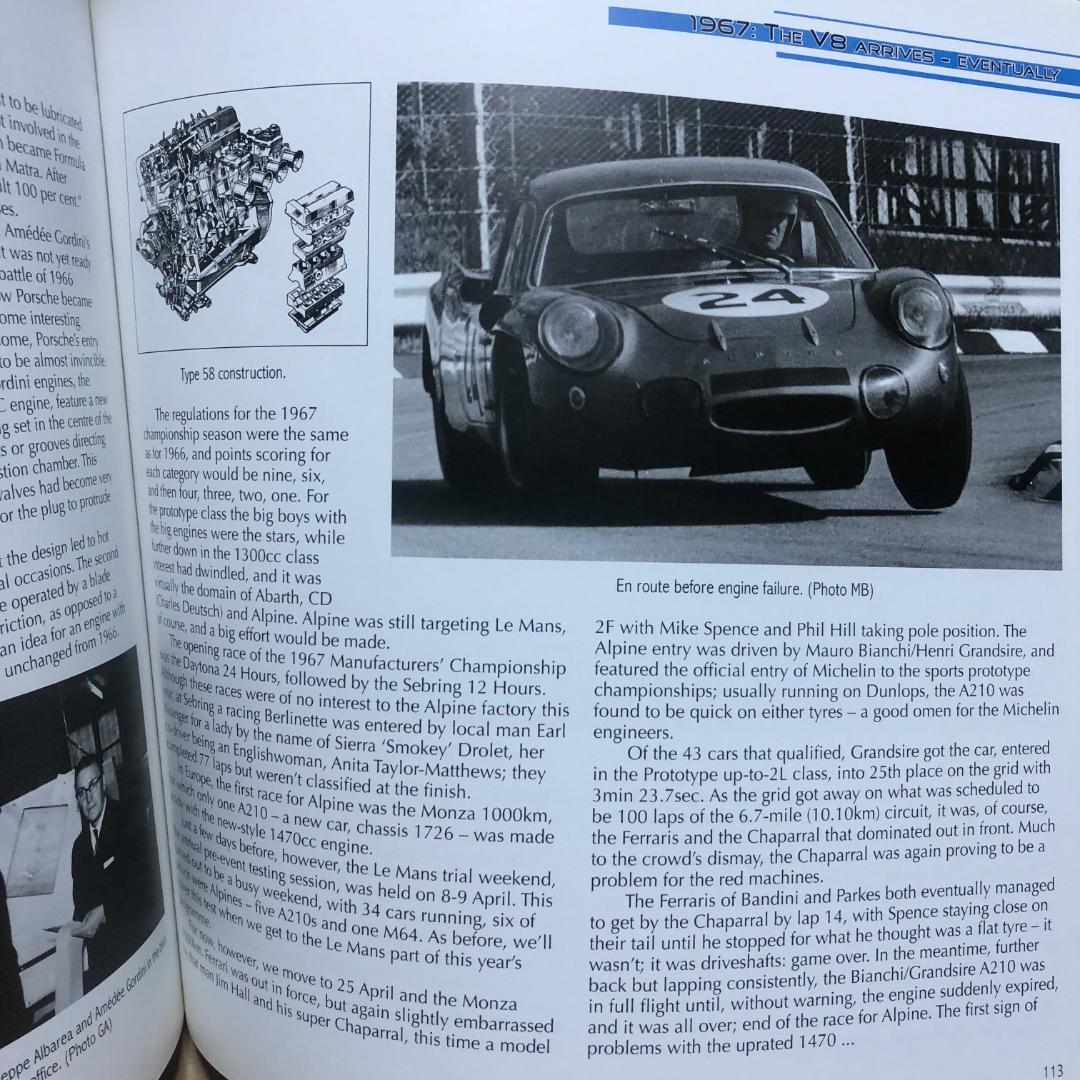 t to be lubricated
t involved in the
became Formula
Matra. After
ult 100 per cent."
ses.
Amédée Gordini's
t was not yet ready
battle of 1966
w Porsche became
ome interesting
ome, Porsche's entry
to be almost invincible.
rdini engines, the
C engine, feature a new
g set in the centre of the
s or grooves directing
stion chamber. This
valves had become very
or the plug to protrude
t the design led to hot
al occasions. The second
e operated by a blade
riction, as opposed to a
an idea for an engine with
unchanged from 1966.
eppe Albarea and Amédée Gordini in the
office. (Photo GA)
1967: The V8 arrives – eventually
Type 58 construction.
24
En route before engine failure. (Photo MB)
The regulations for the 1967
championship season were the same
as for 1966, and points scoring for
each category would be nine, six,
and then four, three, two, one. For
the prototype class the big boys with
the big engines were the stars, while
further down in the 1300cc class
interest had dwindled, and it was
virtually the domain of Abarth, CD
(Charles Deutsch) and Alpine. Alpine was still targeting Le Mans,
of course, and a big effort would be made.
The opening race of the 1967 Manufacturers' Championship
was the Daytona 24 Hours, followed by the Sebring 12 Hours.
Although these races were of no interest to the Alpine factory this
year, at Sebring a racing Berlinette was entered by local man Earl
for a lady by the name of Sierra 'Smokey' Drolet, her
co-driver being an Englishwoman, Anita Taylor-Matthews; they
completed 77 laps but weren't classified at the finish.
In Europe, the first race for Alpine was the Monza 1000km,
for which only one A210 – a new car, chassis 1726 – was made
ready with the new-style 1470cc engine.
Just a few days before, however, the Le Mans trial weekend,
the annual pre-event testing session, was held on 8-9 April. This
turned out to be a busy weekend, with 34 cars running, six of
which were Alpines – five A210s and one M64. As before, we'll
this test when we get to the Le Mans part of this year's
programme.
For now, however, we move to 25 April and the Monza
Ferrari was out in force, but again slightly embarrassed
by that man Jim Hall and his super Chaparral, this time a model
2F with Mike Spence and Phil Hill taking pole position. The
Alpine entry was driven by Mauro Bianchi/Henri Grandsire, and
featured the official entry of Michelin to the sports prototype
championships; usually running on Dunlops, the A210 was
found to be quick on either tyres – a good omen for the Michelin
engineers.
Of the 43 cars that qualified, Grandsire got the car, entered
in the Prototype up-to-2L class, into 25th place on the grid with
3min 23.7sec. As the grid got away on what was scheduled to
be 100 laps of the 6.7-mile (10.10km) circuit, it was, of course,
the Ferraris and the Chaparral that dominated out in front. Much
to the crowd's dismay, the Chaparral was again proving to be a
problem for the red machines.
The Ferraris of Bandini and Parkes both eventually managed
to get by the Chaparral by lap 14, with Spence staying close on
their tail until he stopped for what he thought was a flat tyre – it
wasn't; it was driveshafts: game over. In the meantime, further
back but lapping consistently, the Bianchi/Grandsire A210 was
in full flight until, without warning, the engine suddenly expired,
and it was all over; end of the race for Alpine. The first sign of
problems with the uprated 1470 ...
113